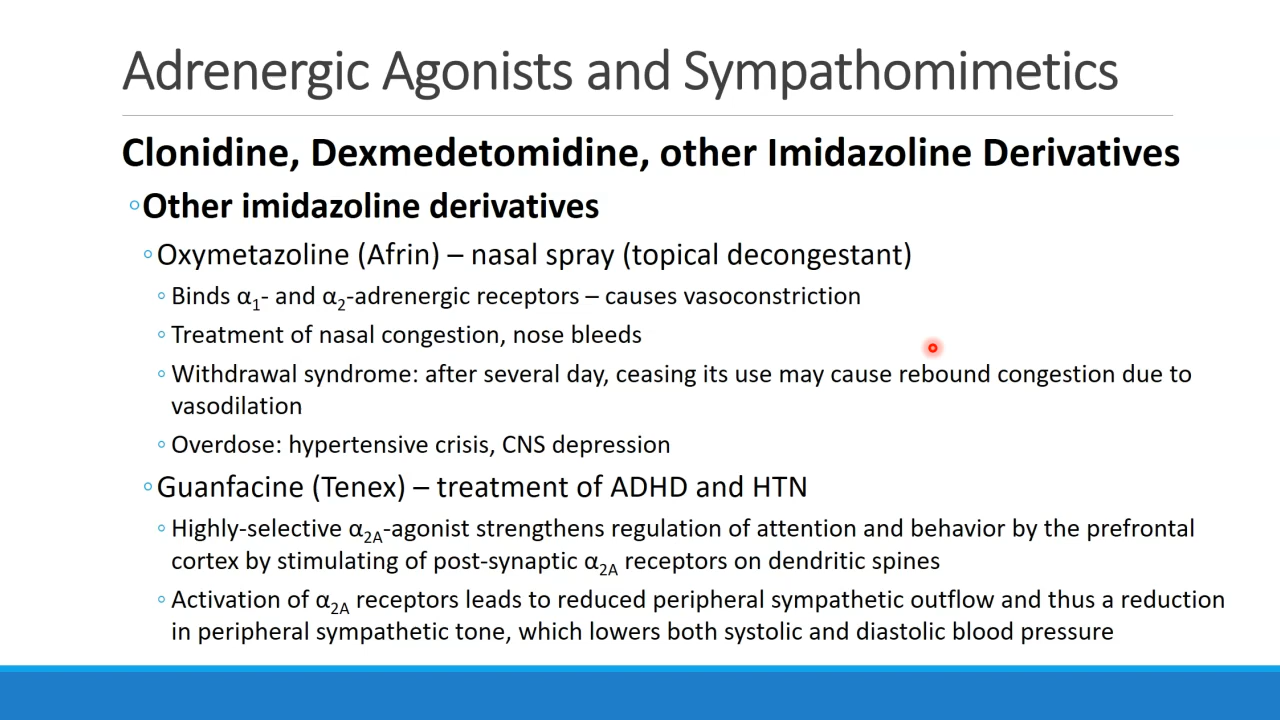 Adrenergic Agonists and Sympathomimetics
Clonidine, Dexmedetomidine, other Imidazoline Derivatives
◦Other imidazoline derivatives
◦Oxymetazoline (Afrin) – nasal spray (topical decongestant)
◦Binds α₁- and α₂-adrenergic receptors – causes vasoconstriction
◦Treatment of nasal congestion, nose bleeds
◦Withdrawal syndrome: after several day, ceasing its use may cause rebound congestion due to
vasodilation
◦Overdose: hypertensive crisis, CNS depression
◦Guanfacine (Tenex) – treatment of ADHD and HTN
◦Highly-selective α2A-agonist strengthens regulation of attention and behavior by the prefrontal
cortex by stimulating of post-synaptic α2A receptors on dendritic spines
◦Activation of α2A receptors leads to reduced peripheral sympathetic outflow and thus a reduction
in peripheral sympathetic tone, which lowers both systolic and diastolic blood pressure